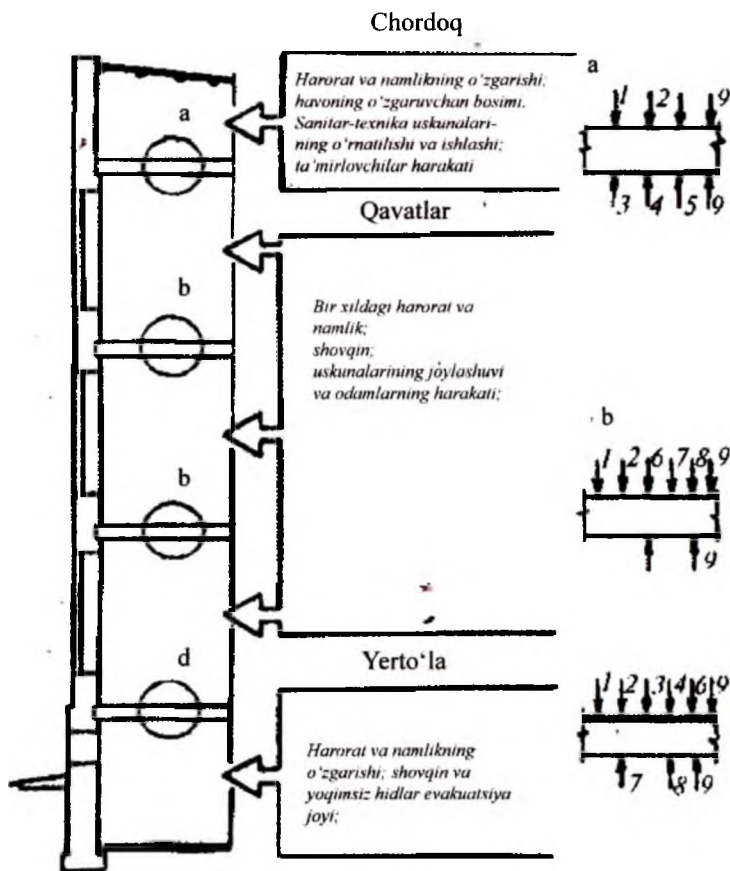 Chordoq
Harorat va namlikning o‘zgarishi;
havoning o‘zgaruvchan bosimi.
Sanitar-texnika uskunalari-
ning o‘rnatilishi va ishlashi;
ta’mirlovchilar harakati
a
a
1 2 9
3 4 5 9
Qavatlar
b
Bir xildagi harorat va
namlik;
shovqin;
uskunalarining joylashuvi
va odamlarning harakati;
b
1 2 6 7 8 9
9
b
Yerto‘la
d
1 2 3 4 6 9
7 8 9
Harorat va namlikning
o‘zgarishi; shovqin va
yoqimsiz hidlar evakuatsiya
joyi;